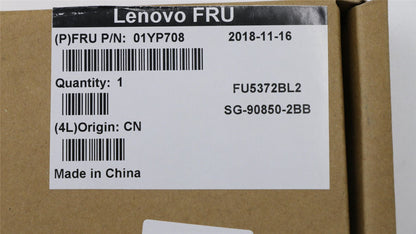 Lenovo FRU
(P)FRU P/N: 01YP708 2018-11-16
Quantity: 1
FU5372BL2
SG-90850-2BB
(4L)Origin: CN
Made in China